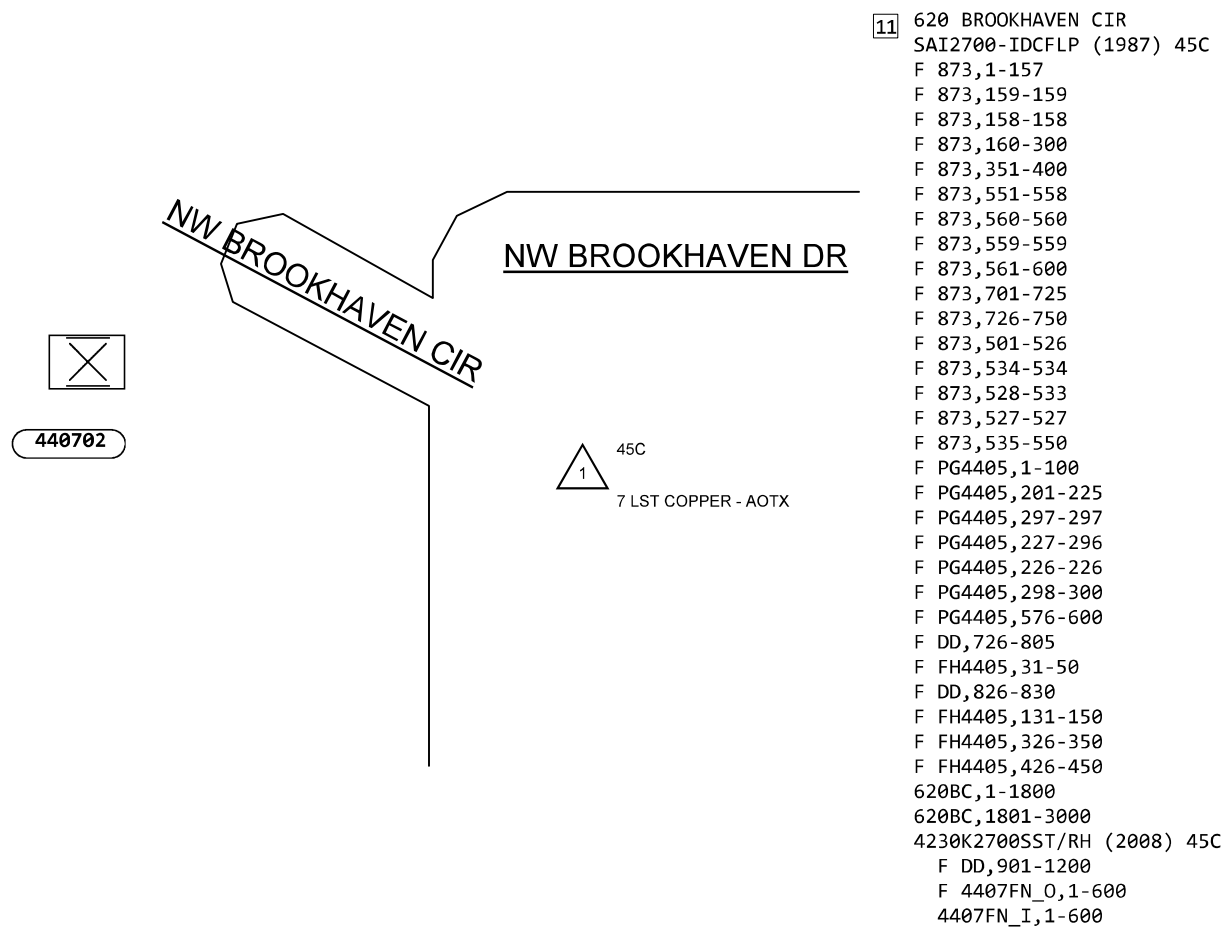 NW BROOKHAVEN CIR
NW BROOKHAVEN DR
440702
1
45C
7 LST COPPER - AOTX
11
620 BROOKHAVEN CIR
SAI2700-IDCFLP (1987) 45C
F 873,1-157
F 873,159-159
F 873,158-158
F 873,160-300
F 873,351-400
F 873,551-558
F 873,560-560
F 873,559-559
F 873,561-600
F 873,701-725
F 873,726-750
F 873,501-526
F 873,534-534
F 873,528-533
F 873,527-527
F 873,535-550
F PG4405,1-100
F PG4405,201-225
F PG4405,297-297
F PG4405,227-296
F PG4405,226-226
F PG4405,298-300
F PG4405,576-600
F DD,726-805
F FH4405,31-50
F DD,826-830
F FH4405,131-150
F FH4405,326-350
F FH4405,426-450
620BC,1-1800
620BC,1801-3000
4230K2700SST/RH (2008) 45C
F DD,901-1200
F 4407FN_O,1-600
4407FN_I,1-600